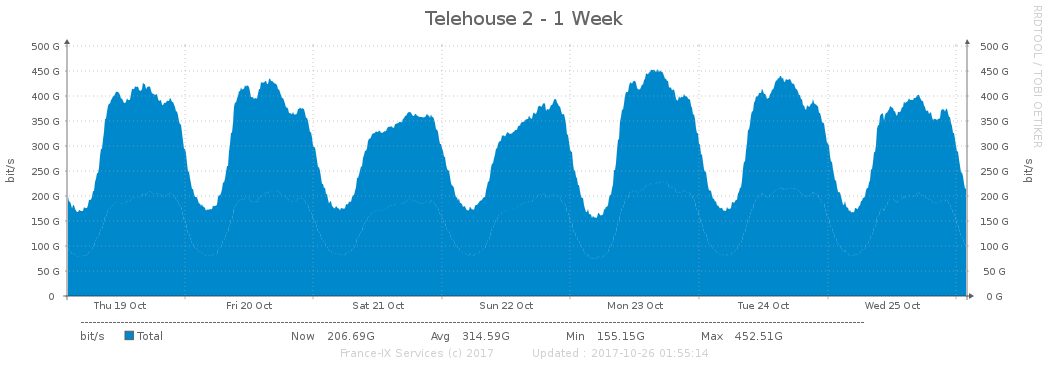 Telehouse 2 - 1 Week
RRDTOOL / TOBI OETIKER
500 G 500 G
450 G 450 G
400 G 400 G
350 G 350 G
300 G 300 G
250 G 250 G
200 G 200 G
150 G 150 G
100 G 100 G
50 G 50 G
0 0 G
bit/s bit/s
Thu 19 Oct Fri 20 Oct Sat 21 Oct Sun 22 Oct Mon 23 Oct Tue 24 Oct Wed 25 Oct
bit/s Total Now 206.69G Avg 314.59G Min 155.15G Max 452.51G
France-IX Services (c) 2017 Updated : 2017-10-26 01:55:14